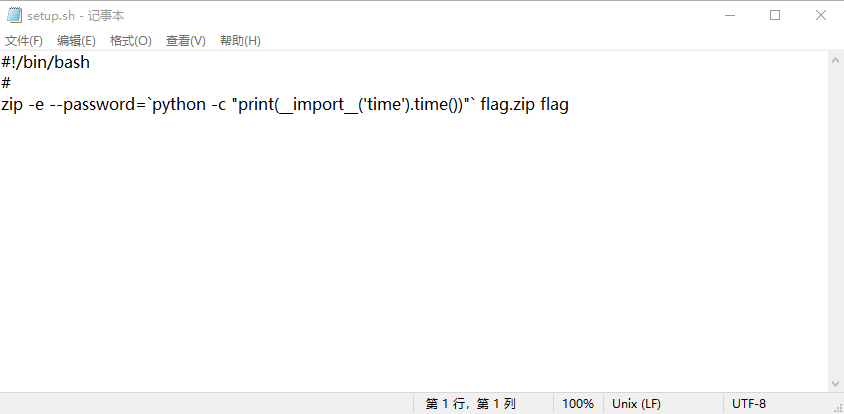 setup.sh - 记事本
文件(F) 编辑(E) 格式(O) 查看(V) 帮助(H)
#!/bin/bash
#
zip -e --password=`python -c "print(__import__('time').time())"` flag.zip flag
第 1 行，第 1 列 100% Unix (LF) UTF-8